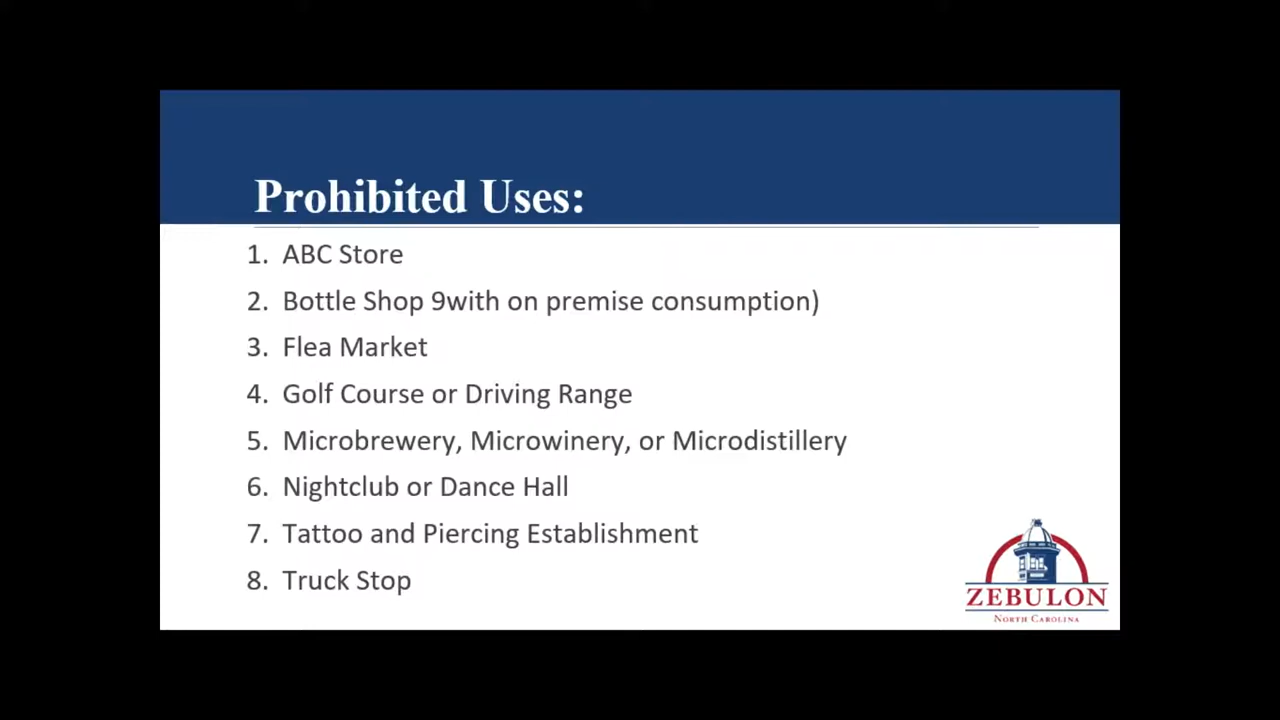 Prohibited Uses:
1. ABC Store
2. Bottle Shop 9with on premise consumption)
3. Flea Market
4. Golf Course or Driving Range
5. Microbrewery, Microwinery, or Microdistillery
6. Nightclub or Dance Hall
7. Tattoo and Piercing Establishment
8. Truck Stop
ZEBULON
NORTH CAROLINA